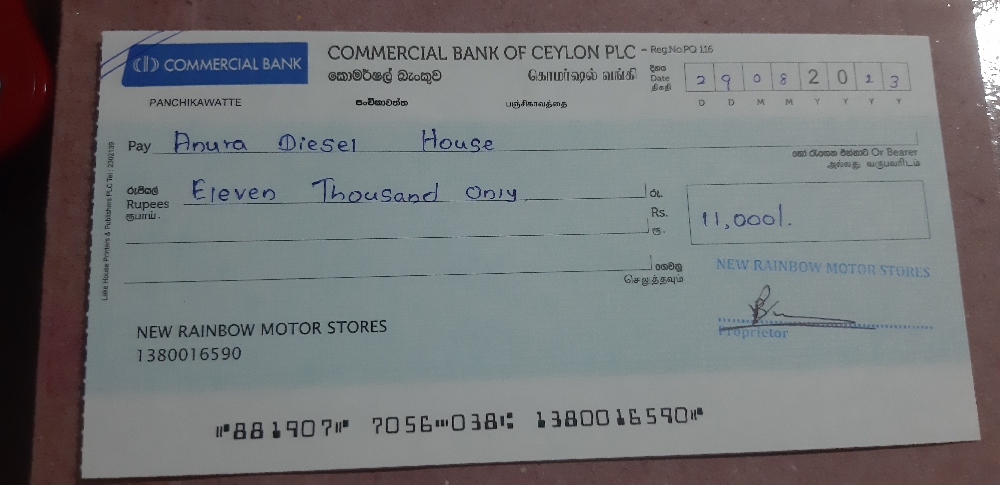 COMMERCIAL BANK
COMMERCIAL BANK OF CEYLON PLC - Reg.No.PQ 116
කොමර්ෂල් බැංකුව கொமர்ஷல் வங்கி
දිනය
Date
திகதி
2 9 0 8 2 0 2 3
D D M M Y Y Y Y
PANCHIKAWATTE පංචිකාවත්ත பஞ்சிகாவத்தை
Pay Anura Diesel House
හෝ රැගෙන එන්නාට Or Bearer
அல்லது வருபவரிடம்
රුපියල්
Rupees Eleven Thousand Only
ரூபாய்.
රු.
Rs. 11,000/.
ரூ.
ගෙවනු
செலுத்தவும்
NEW RAINBOW MOTOR STORES
Proprietor
NEW RAINBOW MOTOR STORES
1380016590
⑈881907⑈ 7056⑉038⑆ 1380016590⑈
Lake House Printers & Publishers PLC Tel : 2302139